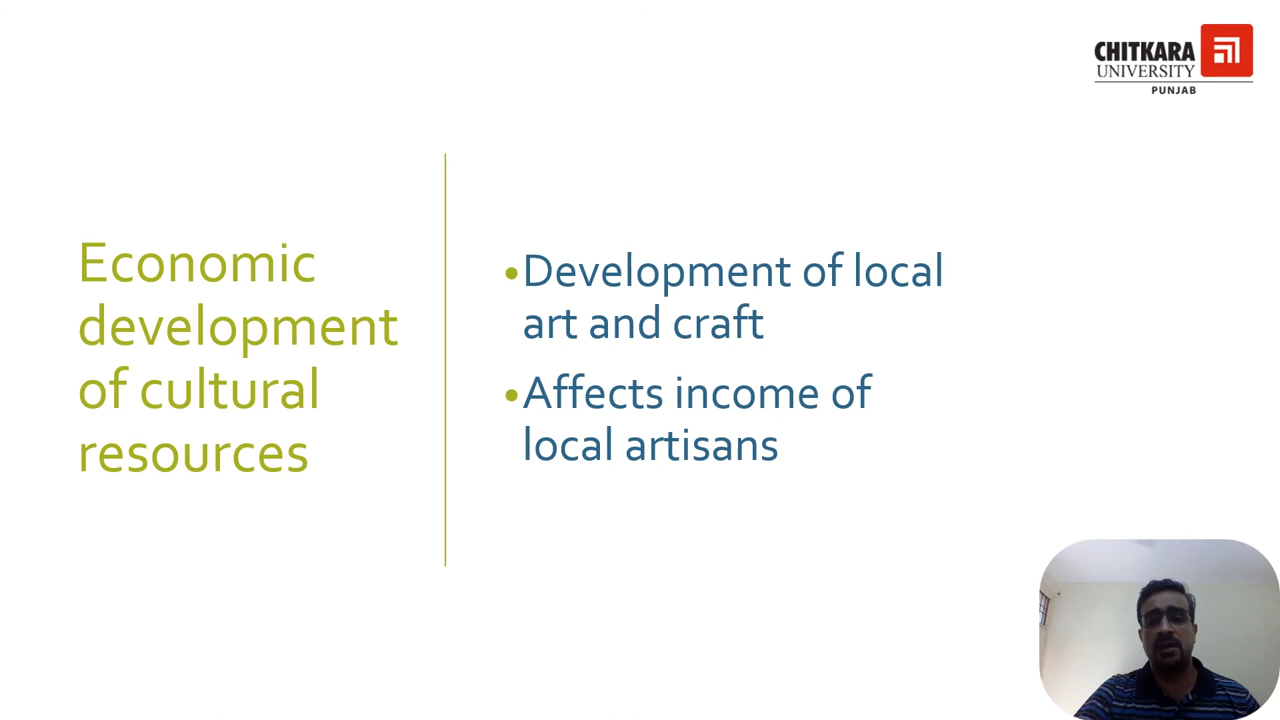 CHITKARA
UNIVERSITY
PUNJAB
Economic
development
of cultural
resources
•Development of local
art and craft
•Affects income of
local artisans